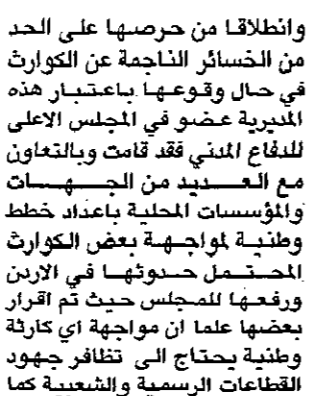 وانطلاقا من حرصها على الحد
من الخسائر الناجمة عن الكوارث
في حال وقوعها باعتبار هذه
المديرية عضو في المجلس الاعلى
للدفاع المدني فقد قامت وبالتعاون
مع العديد من الجهات
والمؤسسات المحلية باعداد خطط
وطنية لمواجهة بعض الكوارث
المحتمل حدوثها في الاردن
ورفعها للمجلس حيث تم اقرار
بعضها علما ان مواجهة اي كارثة
وطنية يحتاج الى تظافر جهود
القطاعات الرسمية والشعبية كما